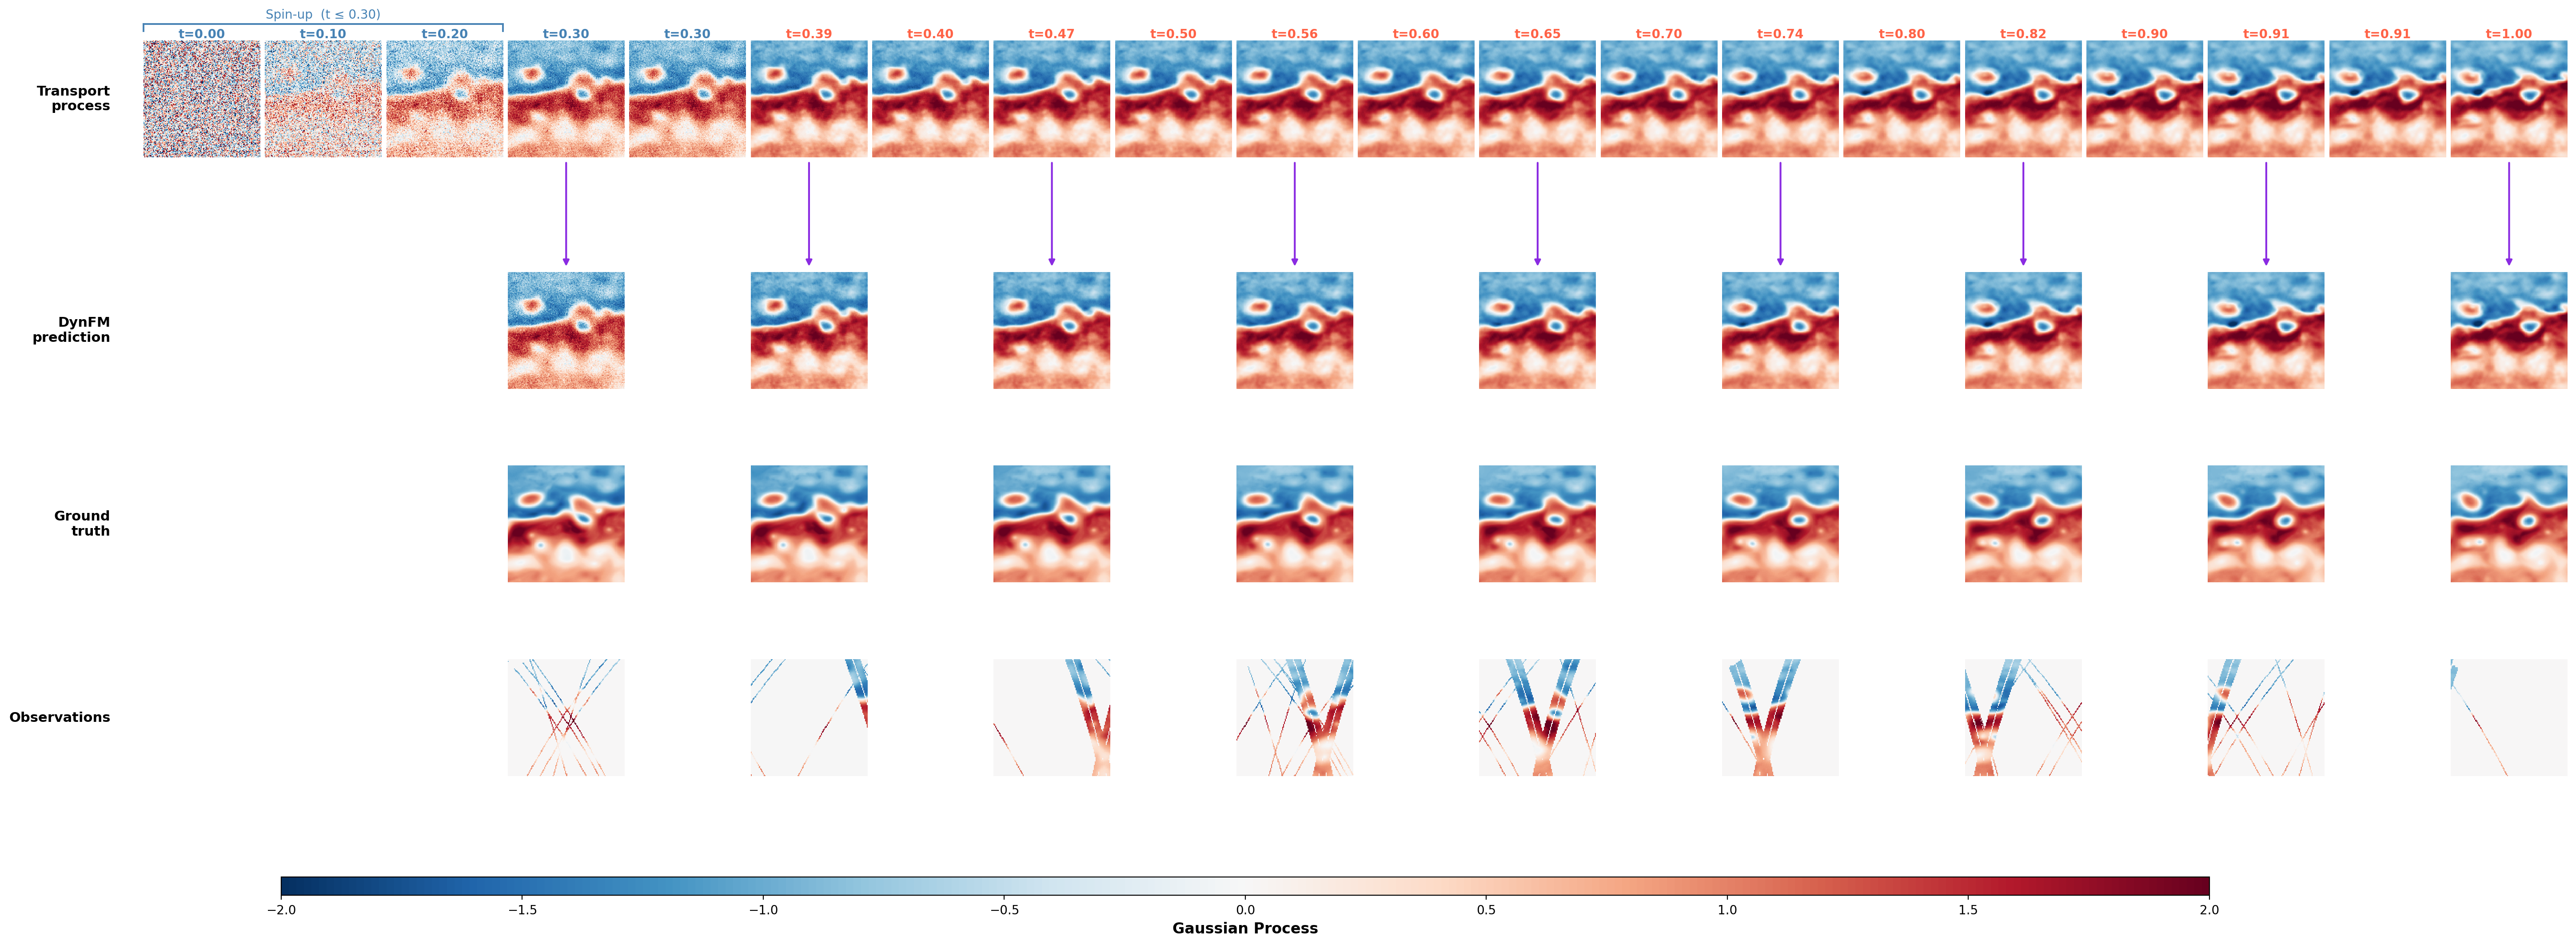 Spin-up (t ≤ 0.30)
t=0.00 t=0.10 t=0.20 t=0.30 t=0.30 t=0.39 t=0.40 t=0.47 t=0.50 t=0.56 t=0.60 t=0.65 t=0.70 t=0.74 t=0.80 t=0.82 t=0.90 t=0.91 t=0.91 t=1.00
Transport
process
DynFM
prediction
Ground
truth
Observations
−2.0 −1.5 −1.0 −0.5 0.0 0.5 1.0 1.5 2.0
Gaussian Process